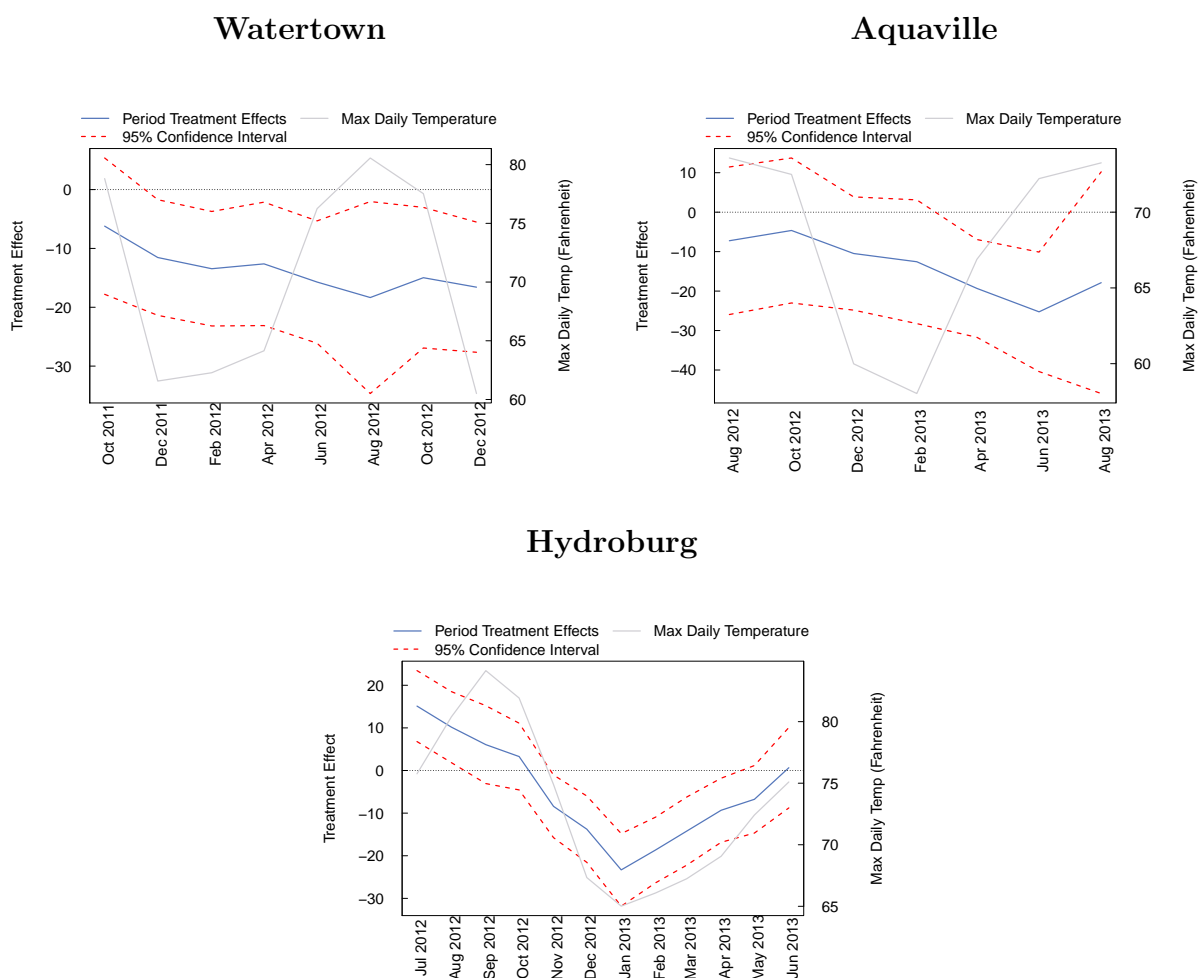 Watertown
Period Treatment Effects
Max Daily Temperature
95% Confidence Interval
Treatment Effect
0
−10
−20
−30
80
75
70
65
60
Max Daily Temp (Fahrenheit)
Oct 2011
Dec 2011
Feb 2012
Apr 2012
Jun 2012
Aug 2012
Oct 2012
Dec 2012
Aquaville
Period Treatment Effects
Max Daily Temperature
95% Confidence Interval
Treatment Effect
10
0
−10
−20
−30
−40
70
65
60
Max Daily Temp (Fahrenheit)
Aug 2012
Oct 2012
Dec 2012
Feb 2013
Apr 2013
Jun 2013
Aug 2013
Hydroburg
Period Treatment Effects
Max Daily Temperature
95% Confidence Interval
Treatment Effect
20
10
0
−10
−20
−30
80
75
70
65
Max Daily Temp (Fahrenheit)
Jul 2012
Aug 2012
Sep 2012
Oct 2012
Nov 2012
Dec 2012
Jan 2013
Feb 2013
Mar 2013
Apr 2013
May 2013
Jun 2013